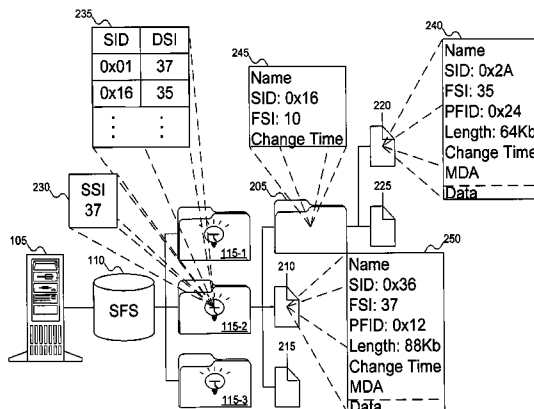 235
SID DSI
0x01 37
0x16 35
245
Name
SID: 0x16
FSI: 10
Change Time
240
Name
SID: 0x2A
FSI: 35
PFID: 0x24
Length: 64Kb
Change Time
MDA
Data
220
225
230
SSI
37
205
105
110
SFS
115-1
115-2
115-3
210
215
250
Name
SID: 0x36
FSI: 37
PFID: 0x12
Length: 88Kb
Change Time
MDA
Data